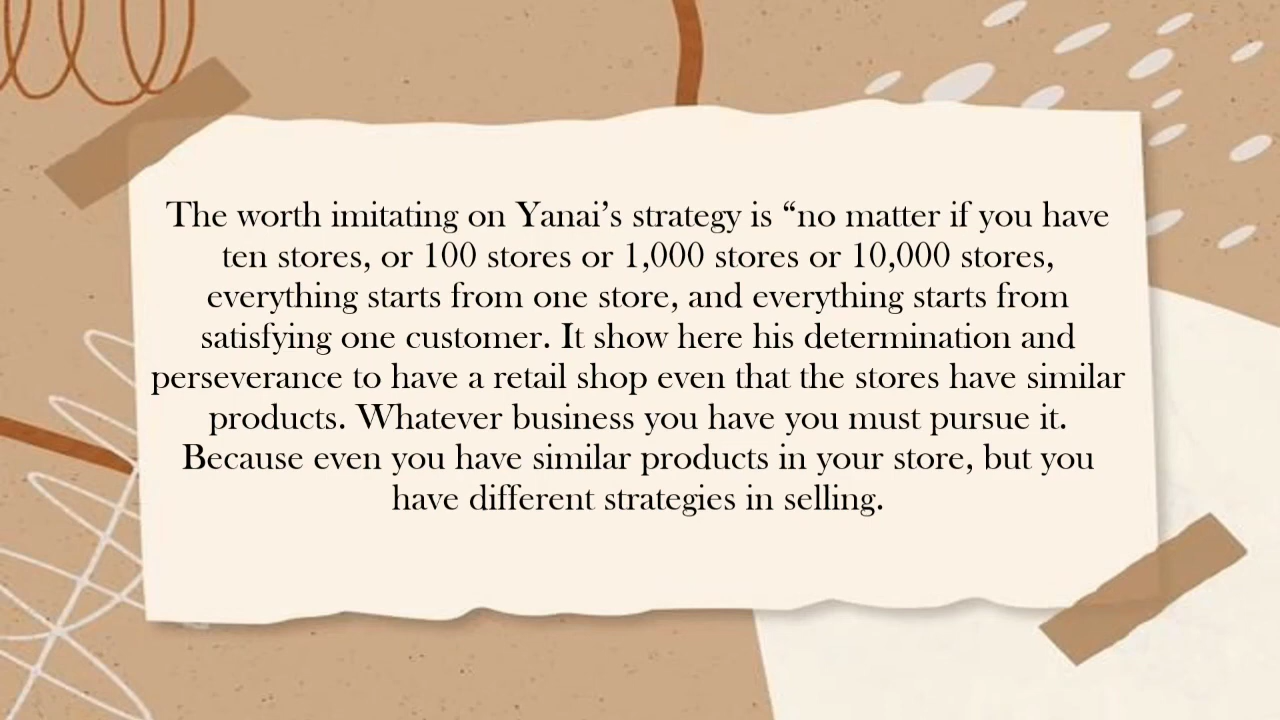 The worth imitating on Yanai’s strategy is “no matter if you have
ten stores, or 100 stores or 1,000 stores or 10,000 stores,
everything starts from one store, and everything starts from
satisfying one customer. It show here his determination and
perseverance to have a retail shop even that the stores have similar
products. Whatever business you have you must pursue it.
Because even you have similar products in your store, but you
have different strategies in selling.